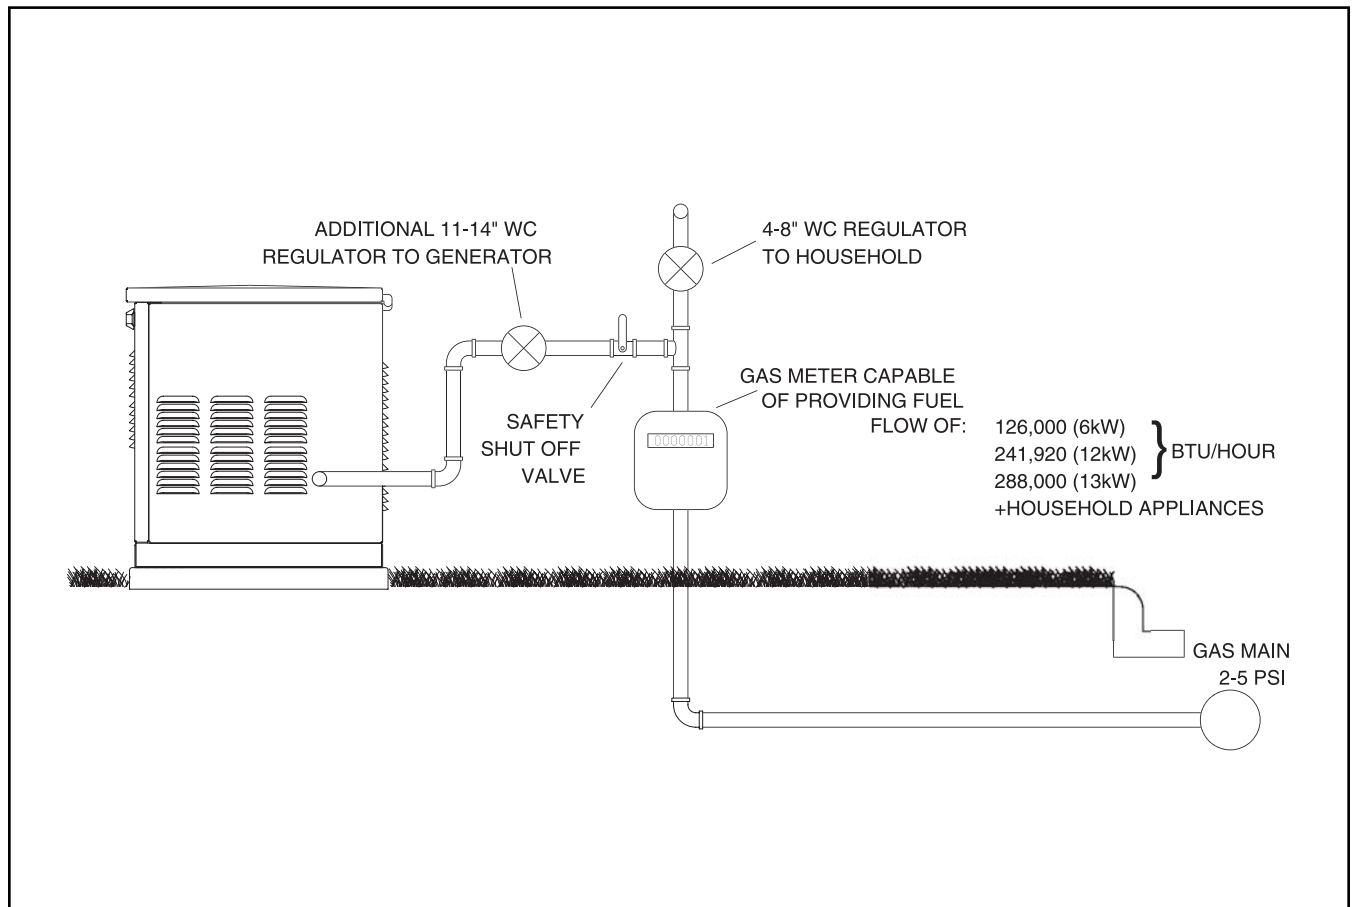 ADDITIONAL 11-14" WC
REGULATOR TO GENERATOR
4-8" WC REGULATOR
TO HOUSEHOLD
SAFETY
SHUT OFF
VALVE
GAS METER CAPABLE
OF PROVIDING FUEL
FLOW OF:
126,000 (6kW)
241,920 (12kW)
288,000 (13kW)
} BTU/HOUR
+HOUSEHOLD APPLIANCES
0000001
GAS MAIN
2-5 PSI